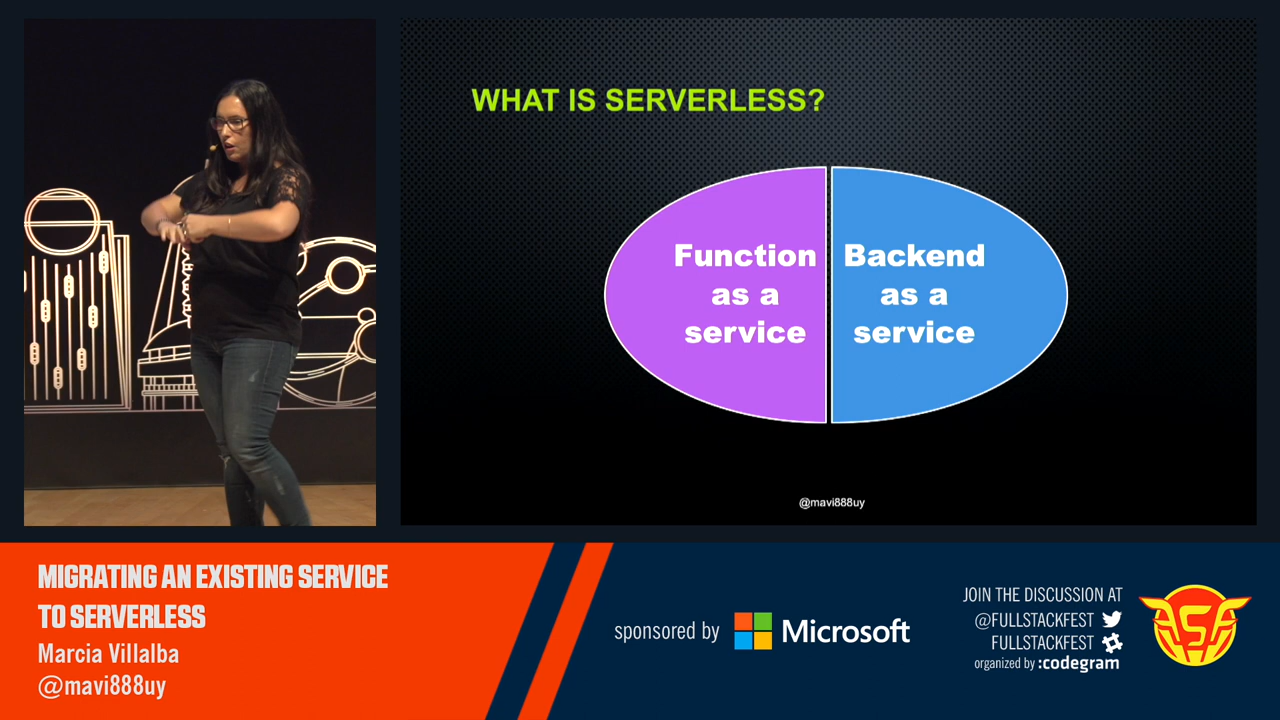 WHAT IS SERVERLESS?
Function
as a
service
Backend
as a
service
@mavi888uy
MIGRATING AN EXISTING SERVICE
TO SERVERLESS
Marcia Villalba
@mavi888uy
sponsored by
Microsoft
JOIN THE DISCUSSION AT
@FULLSTACKFEST
FULLSTACKFEST
organized by :codegram
FSF